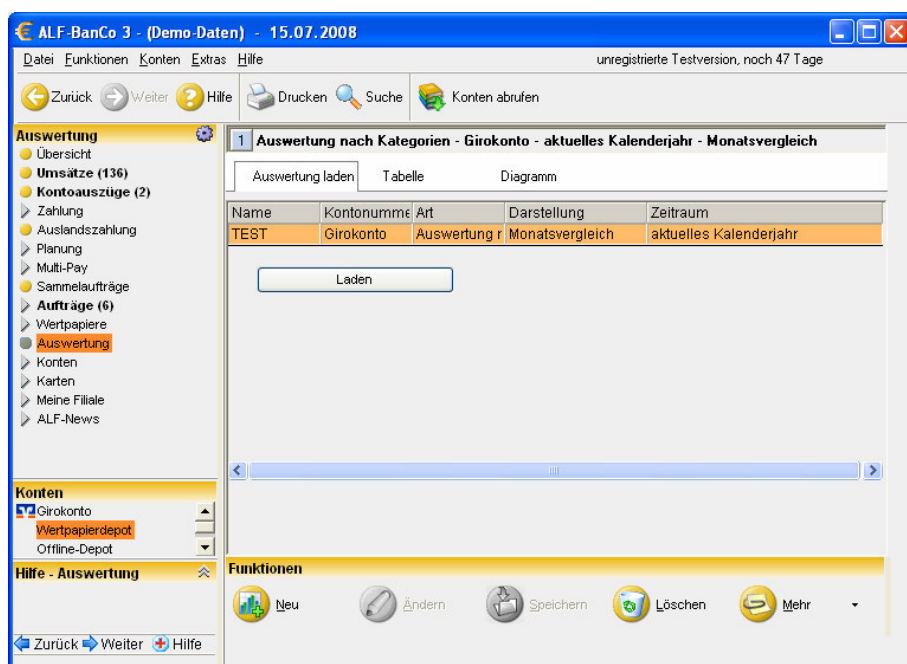 € ALF-BanCo 3 - (Demo-Daten) - 15.07.2008
Datei Funktionen Konten Extras Hilfe unregistrierte Testversion, noch 47 Tage
Zurück Weiter ? Hilfe Drucken Suche Konten abrufen
Auswertung
Übersicht
Umsätze (136)
Kontoauszüge (2)
Zahlung
Auslandszahlung
Planung
Multi-Pay
Sammelaufträge
Aufträge (6)
Wertpapiere
Auswertung
Konten
Karten
Meine Filiale
ALF-News
Konten
Girokonto
Wertpapierdepot
Offline-Depot
Hilfe - Auswertung
Zurück Weiter Hilfe
1 Auswertung nach Kategorien - Girokonto - aktuelles Kalenderjahr - Monatsvergleich
Auswertung laden Tabelle Diagramm
Name Kontonumme Art Darstellung Zeitraum
TEST Girokonto Auswertung r Monatsvergleich aktuelles Kalenderjahr
Laden
Funktionen
Neu Ändern Speichern Löschen Mehr